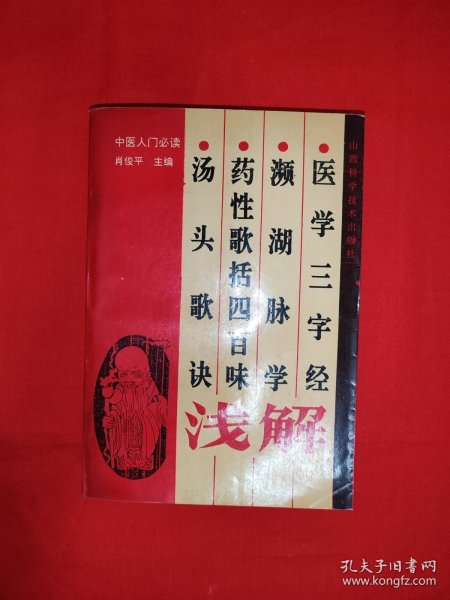 中医入门必读
肖俊平 主编
医学三字经
濒湖脉学
药性歌括四百味
汤头歌诀
浅解
山西科学技术出版社
孔夫子旧书网
www.kongfz.com